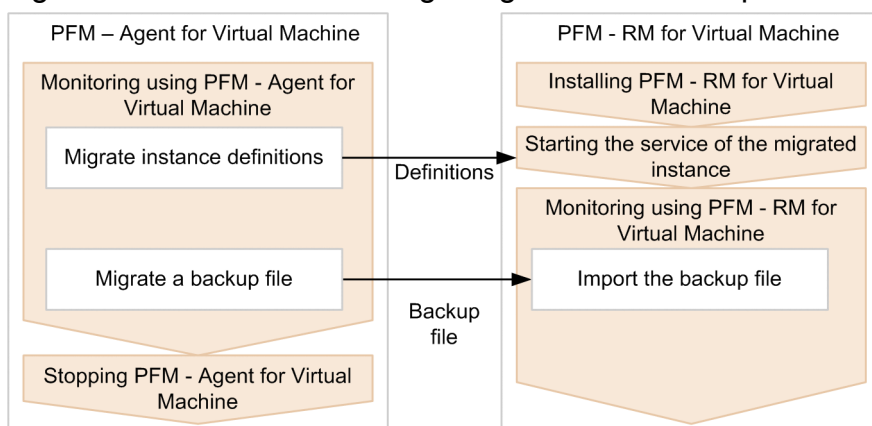 PFM – Agent for Virtual Machine
Monitoring using PFM - Agent for
Virtual Machine
Migrate instance definitions
Migrate a backup file
Stopping PFM - Agent for Virtual
Machine
Definitions
Backup
file
PFM - RM for Virtual Machine
Installing PFM - RM for Virtual
Machine
Starting the service of the migrated
instance
Monitoring using PFM - RM for
Virtual Machine
Import the backup file